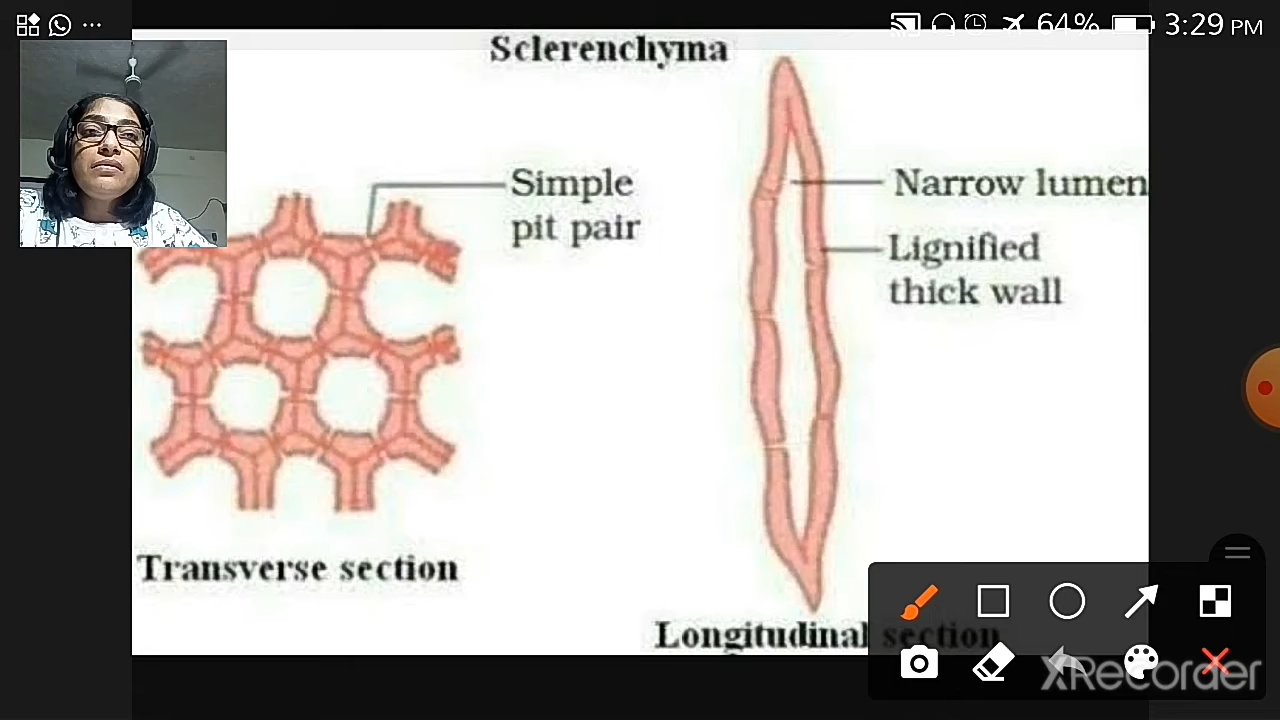 64% 3:29 PM
Sclerenchyma
Simple
pit pair
Narrow lumen
Lignified
thick wall
Transverse section
Longitudinal section
XRecorder